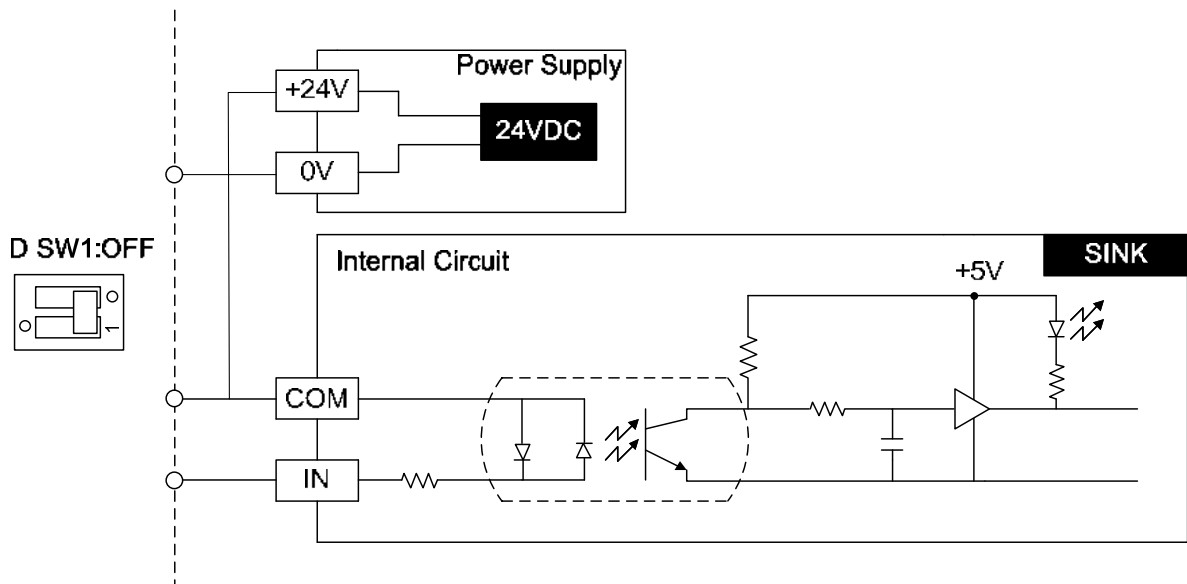 Power Supply
+24V
24VDC
0V
D SW1:OFF
1
Internal Circuit
SINK
+5V
COM
IN